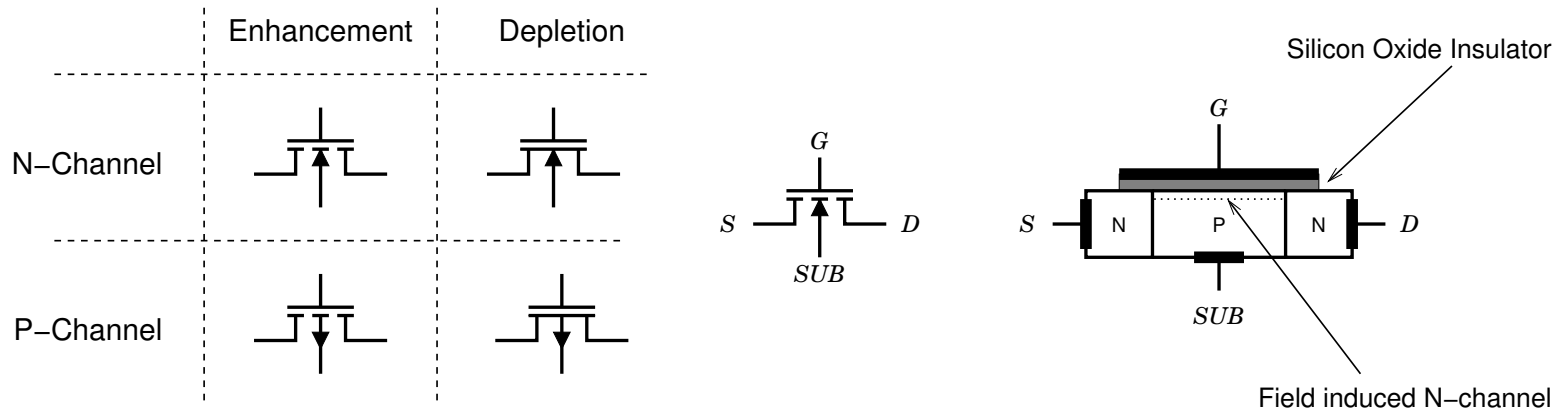 Enhancement Depletion
N−Channel
P−Channel
G
S
D
SUB
Silicon Oxide Insulator
G
S
N
P
N
D
SUB
Field induced N−channel